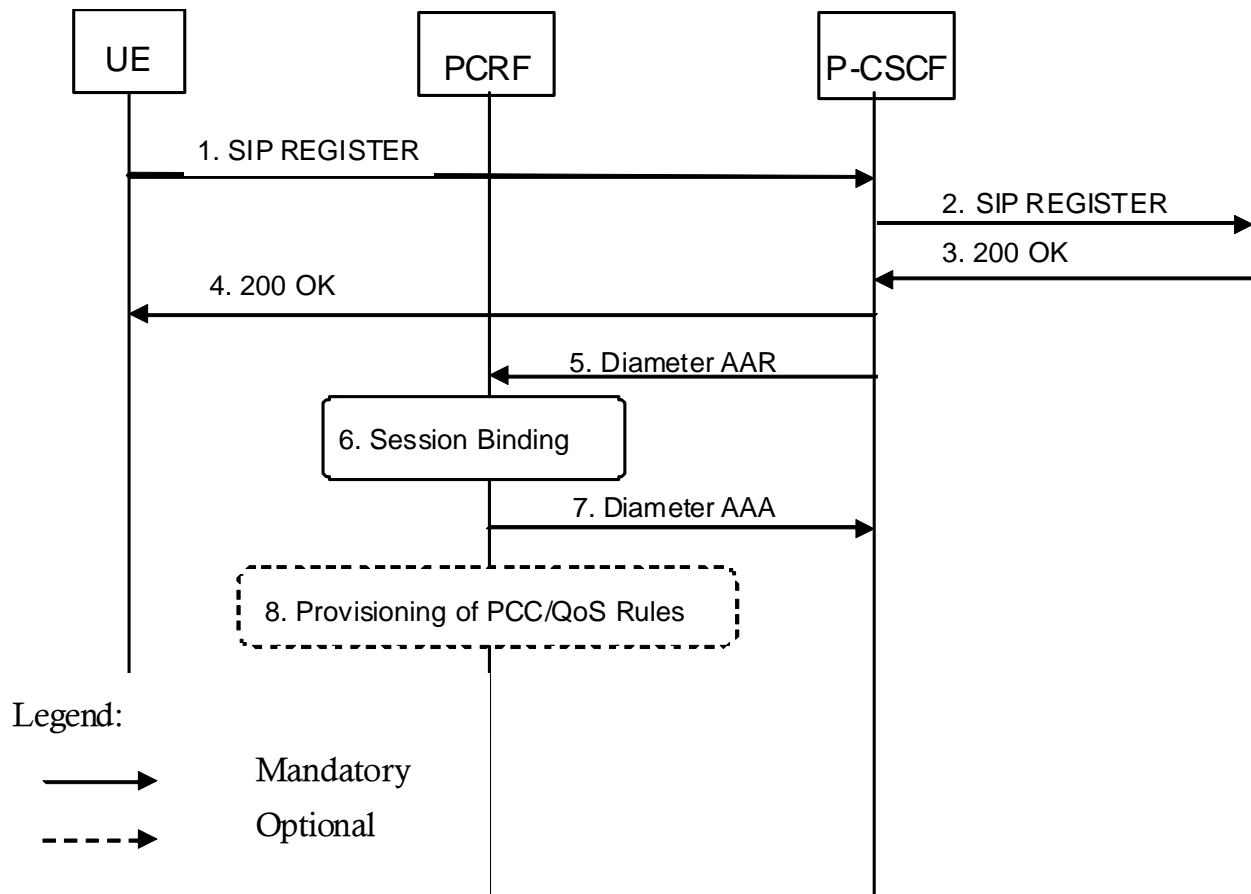 UE
PCRF
P-CSCF
1. SIP REGISTER
2. SIP REGISTER
3. 200 OK
4. 200 OK
5. Diameter AAR
6. Session Binding
7. Diameter AAA
8. Provisioning of PCC/QoS Rules
Legend:
Mandatory
Optional